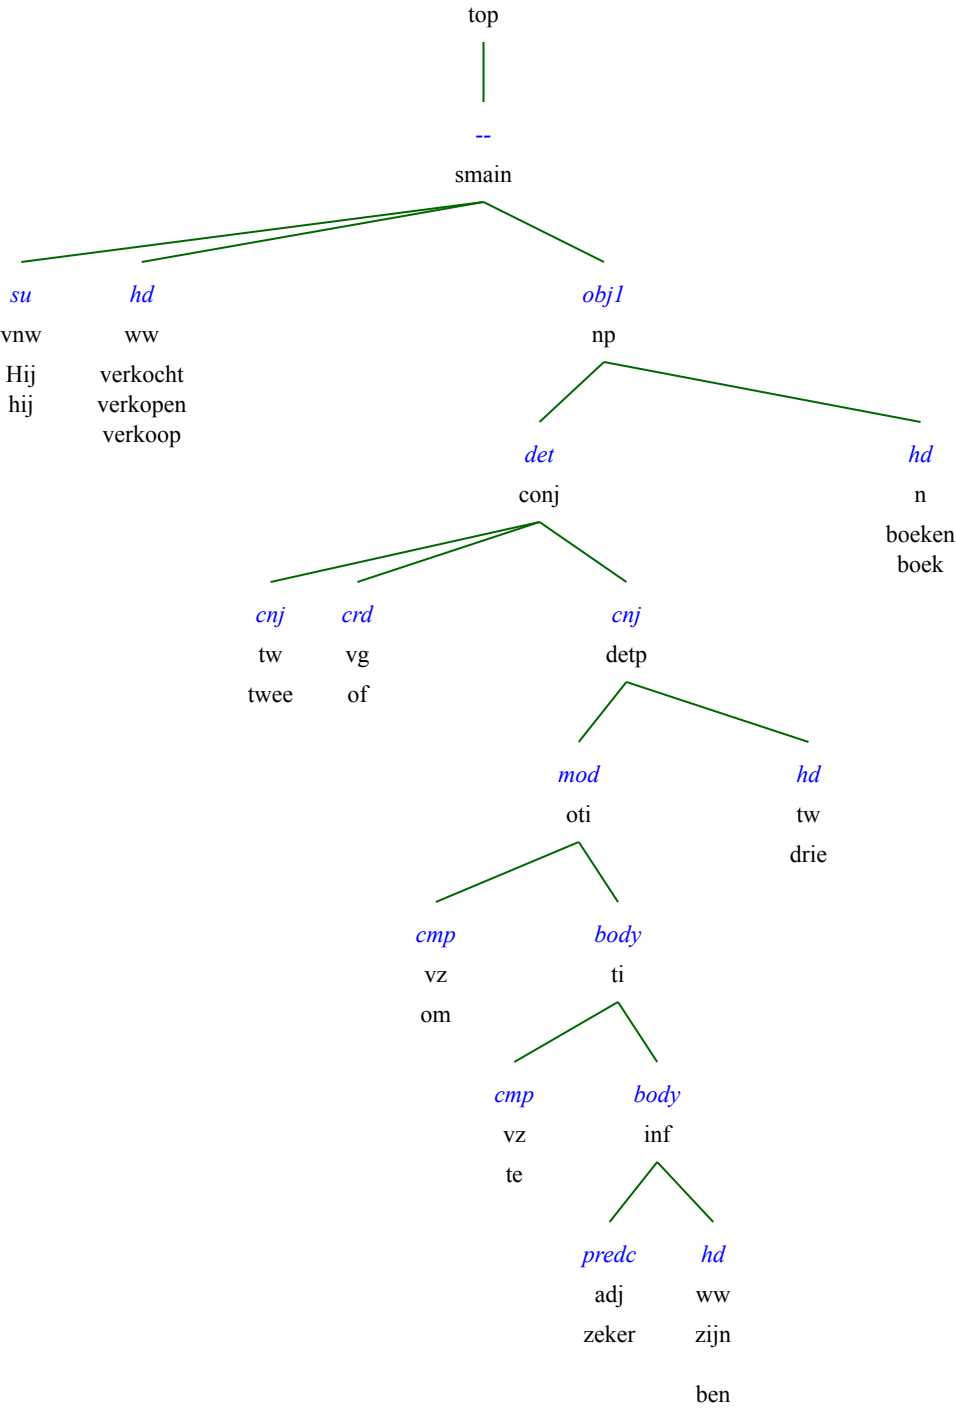 top
--
smain
su hd obj1
vnw ww np
Hij verkocht
hij verkopen
verkoop
det hd
conj n
boeken
boek
cnj crd cnj
tw vg detp
twee of
mod hd
oti tw
drie
cmp body
vz ti
om
cmp body
vz inf
te
predc hd
adj ww
zeker zijn
ben